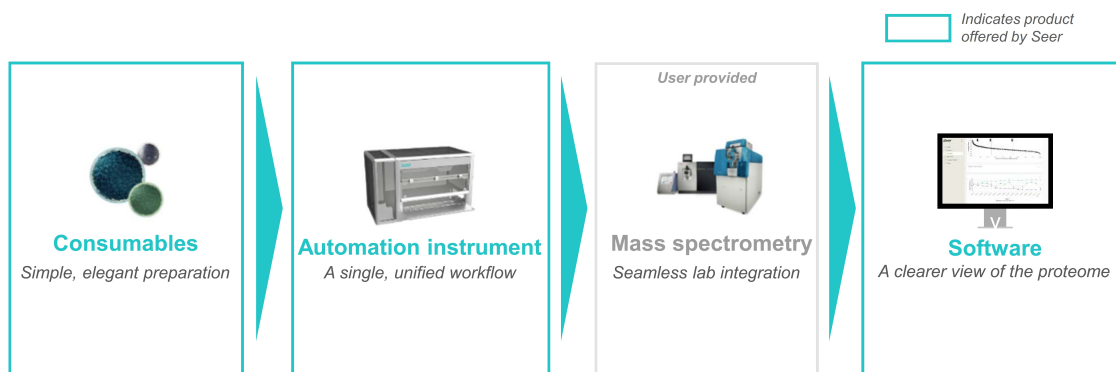 Indicates product
offered by Seer
User provided
Consumables
Simple, elegant preparation
Automation instrument
A single, unified workflow
Mass spectrometry
Seamless lab integration
Software
A clearer view of the proteome